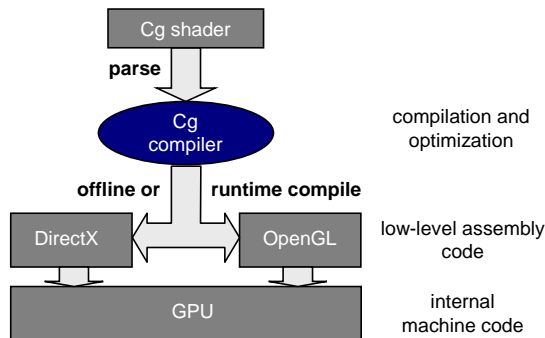 Cg shader
parse
Cg
compiler
compilation and
optimization
offline or
runtime compile
DirectX
OpenGL
low-level assembly
code
GPU
internal
machine code